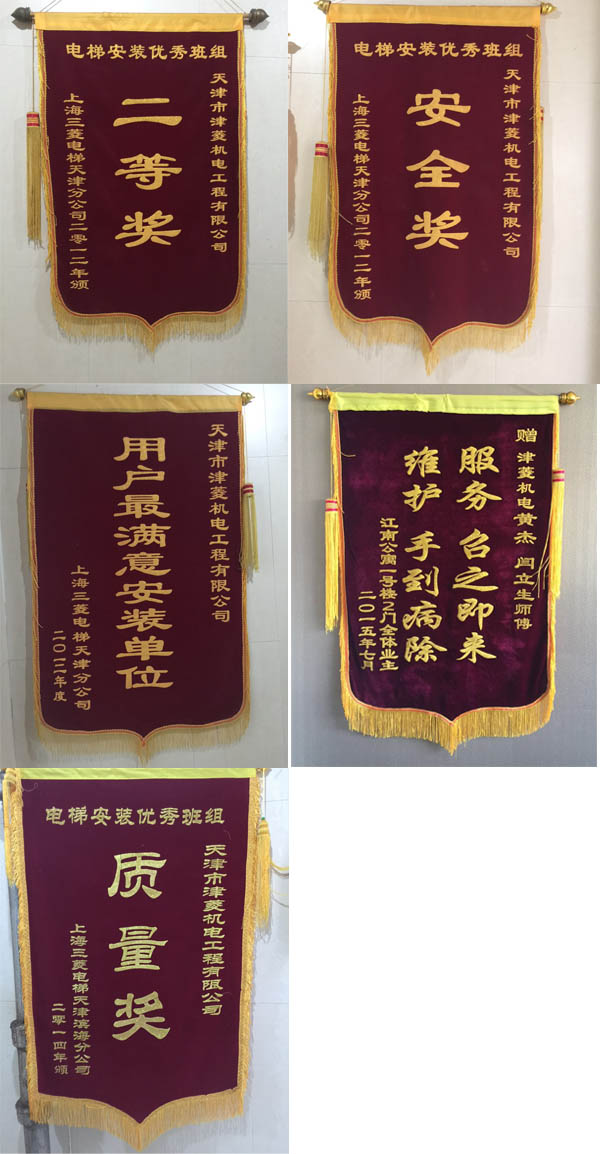 电梯安装优秀班组
天津市津菱机电工程有限公司
二等奖
上海三菱电梯天津分公司二零一二年颁
电梯安装优秀班组
天津市津菱机电工程有限公司
安全奖
上海三菱电梯天津分公司二零一二年颁
天津市津菱机电工程有限公司
用户最满意安装单位
上海三菱电梯天津分公司
二〇一一年度
赠 津菱机电黄杰 闫立生师傅
服务 召之即来
维护 手到病除
江南公寓一号楼2门全体业主
二〇一五年七月
电梯安装优秀班组
天津市津菱机电工程有限公司
质量奖
上海三菱电梯天津滨海分公司
二零一四年颁